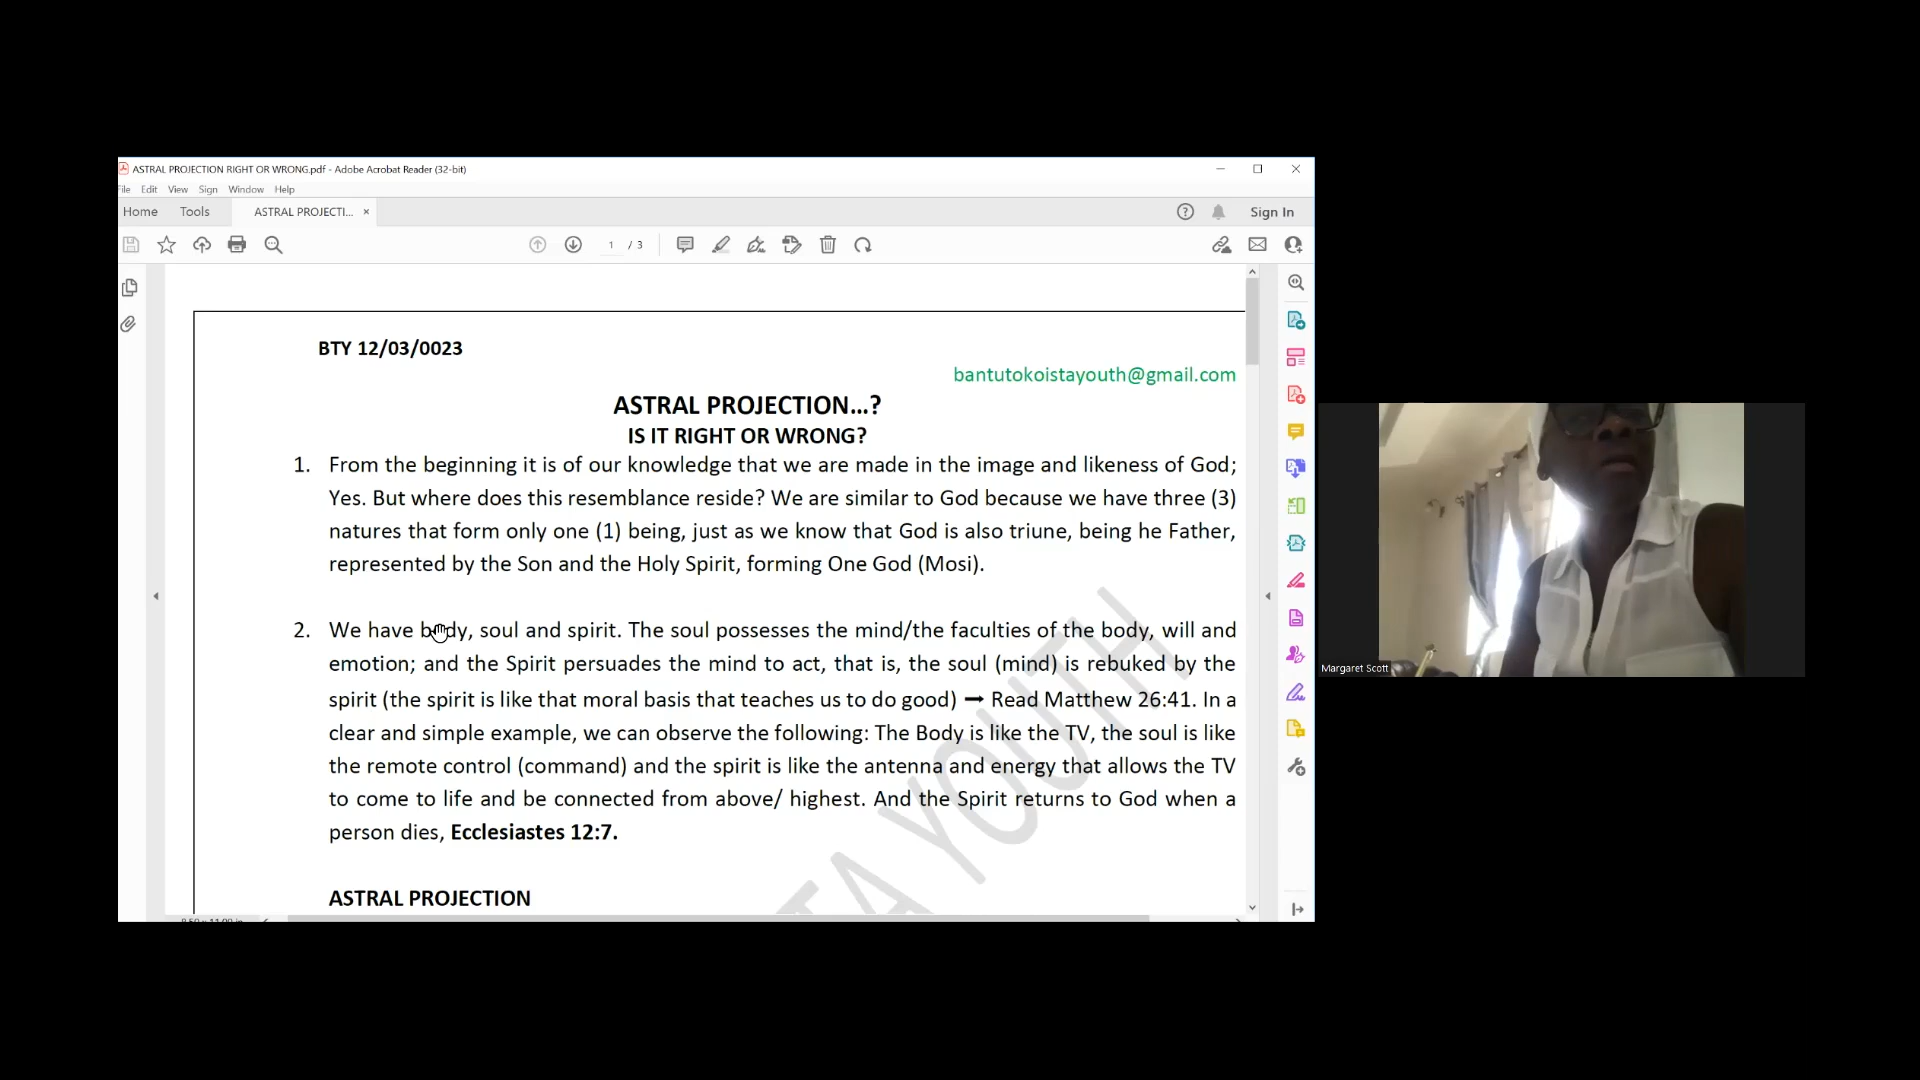 ASTRAL PROJECTION RIGHT OR WRONG.pdf - Adobe Acrobat Reader (32-bit)
File Edit View Sign Window Help
Home Tools ASTRAL PROJECTI... × Sign In
1 / 3
BTY 12/03/0023
bantutokoistayouth@gmail.com
ASTRAL PROJECTION...?
IS IT RIGHT OR WRONG?
1. From the beginning it is of our knowledge that we are made in the image and likeness of God;
Yes. But where does this resemblance reside? We are similar to God because we have three (3)
natures that form only one (1) being, just as we know that God is also triune, being he Father,
represented by the Son and the Holy Spirit, forming One God (Mosi).
2. We have body, soul and spirit. The soul possesses the mind/the faculties of the body, will and
emotion; and the Spirit persuades the mind to act, that is, the soul (mind) is rebuked by the
spirit (the spirit is like that moral basis that teaches us to do good) ➞ Read Matthew 26:41. In a
clear and simple example, we can observe the following: The Body is like the TV, the soul is like
the remote control (command) and the spirit is like the antenna and energy that allows the TV
to come to life and be connected from above/ highest. And the Spirit returns to God when a
person dies, Ecclesiastes 12:7.
ASTRAL PROJECTION
TA YOUTH
Margaret Scott